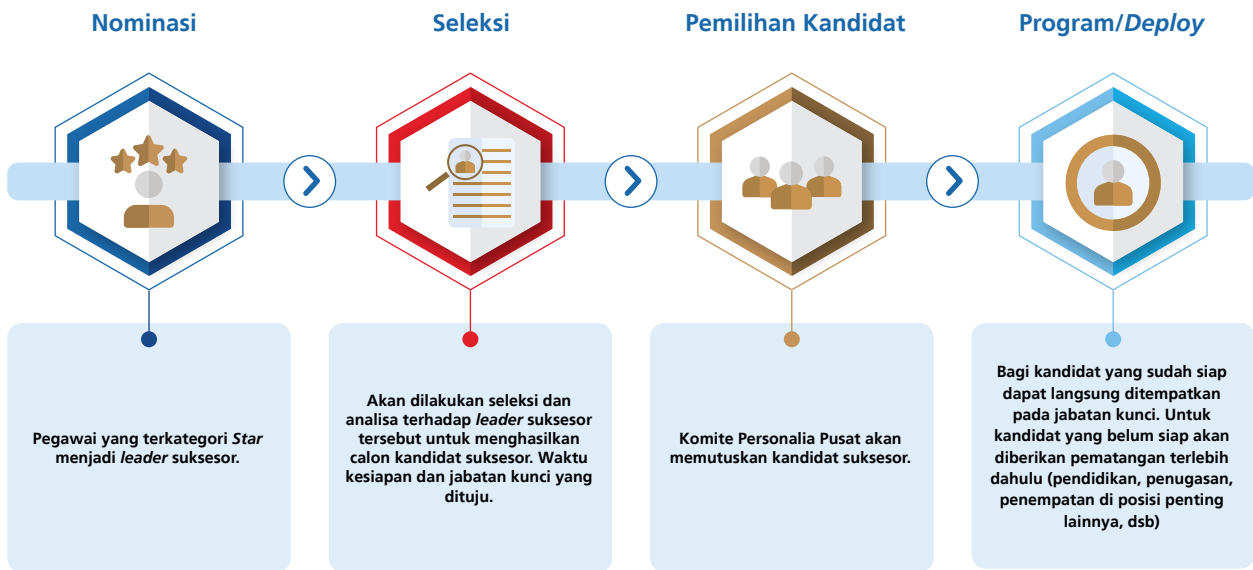 Nominasi
Seleksi
Pemilihan Kandidat
Program/Deploy
Pegawai yang terkategori Star
menjadi leader suksesor.
Akan dilakukan seleksi dan
analisa terhadap leader suksesor
tersebut untuk menghasilkan
calon kandidat suksesor. Waktu
kesiapan dan jabatan kunci yang
dituju.
Komite Personalia Pusat akan
memutuskan kandidat suksesor.
Bagi kandidat yang sudah siap
dapat langsung ditempatkan
pada jabatan kunci. Untuk
kandidat yang belum siap akan
diberikan pematangan terlebih
dahulu (pendidikan, penugasan,
penempatan di posisi penting
lainnya, dsb)